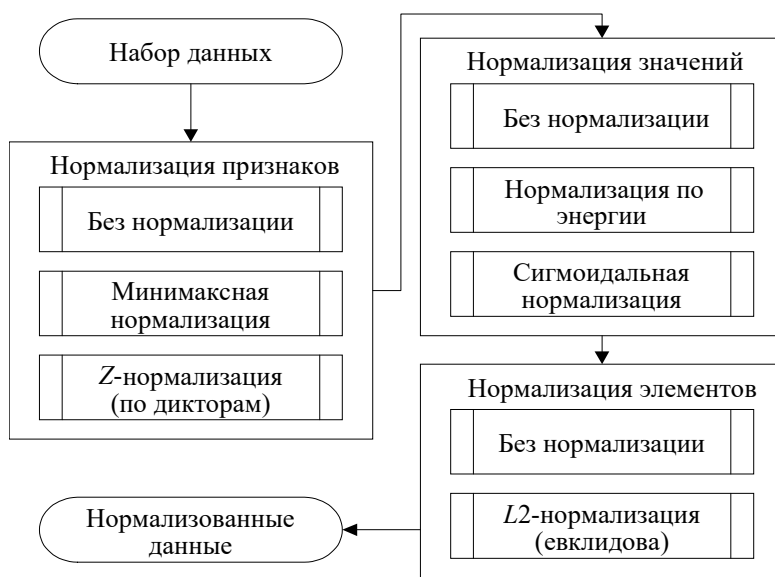 Набор данных
Нормализация признаков
Без нормализации
Минимаксная
нормализация
Z-нормализация
(по дикторам)
Нормализация значений
Без нормализации
Нормализация по
энергии
Сигмоидальная
нормализация
Нормализация элементов
Без нормализации
L2-нормализация
(евклидова)
Нормализованные
данные